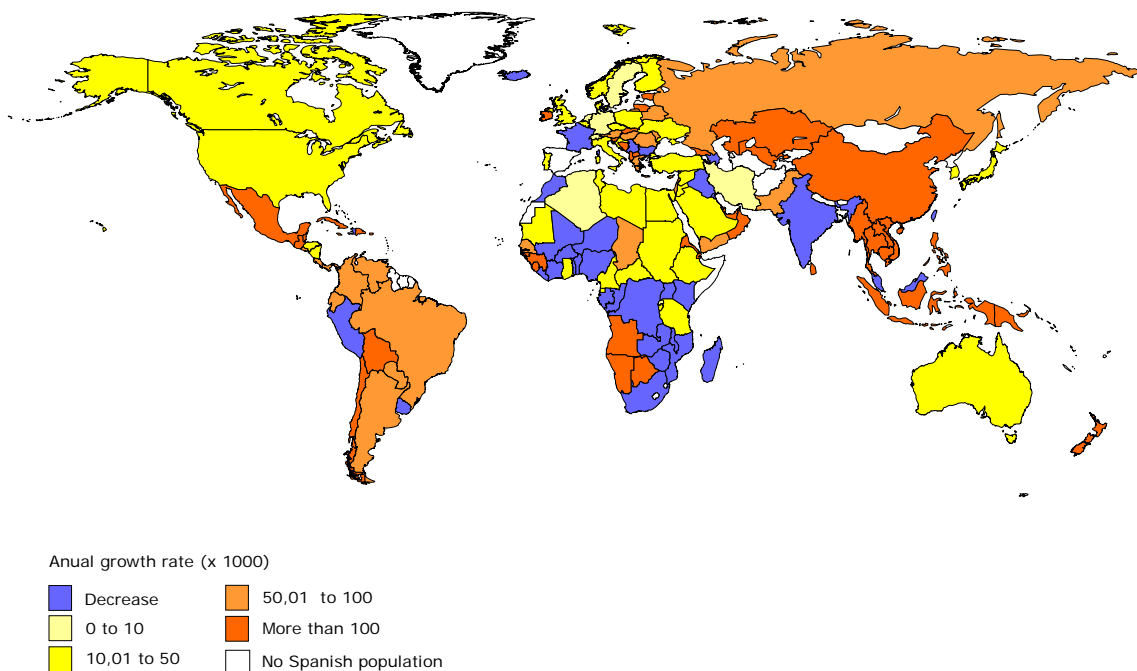 Anual growth rate (x 1000)
Decrease
0 to 10
10,01 to 50
50,01 to 100
More than 100
No Spanish population